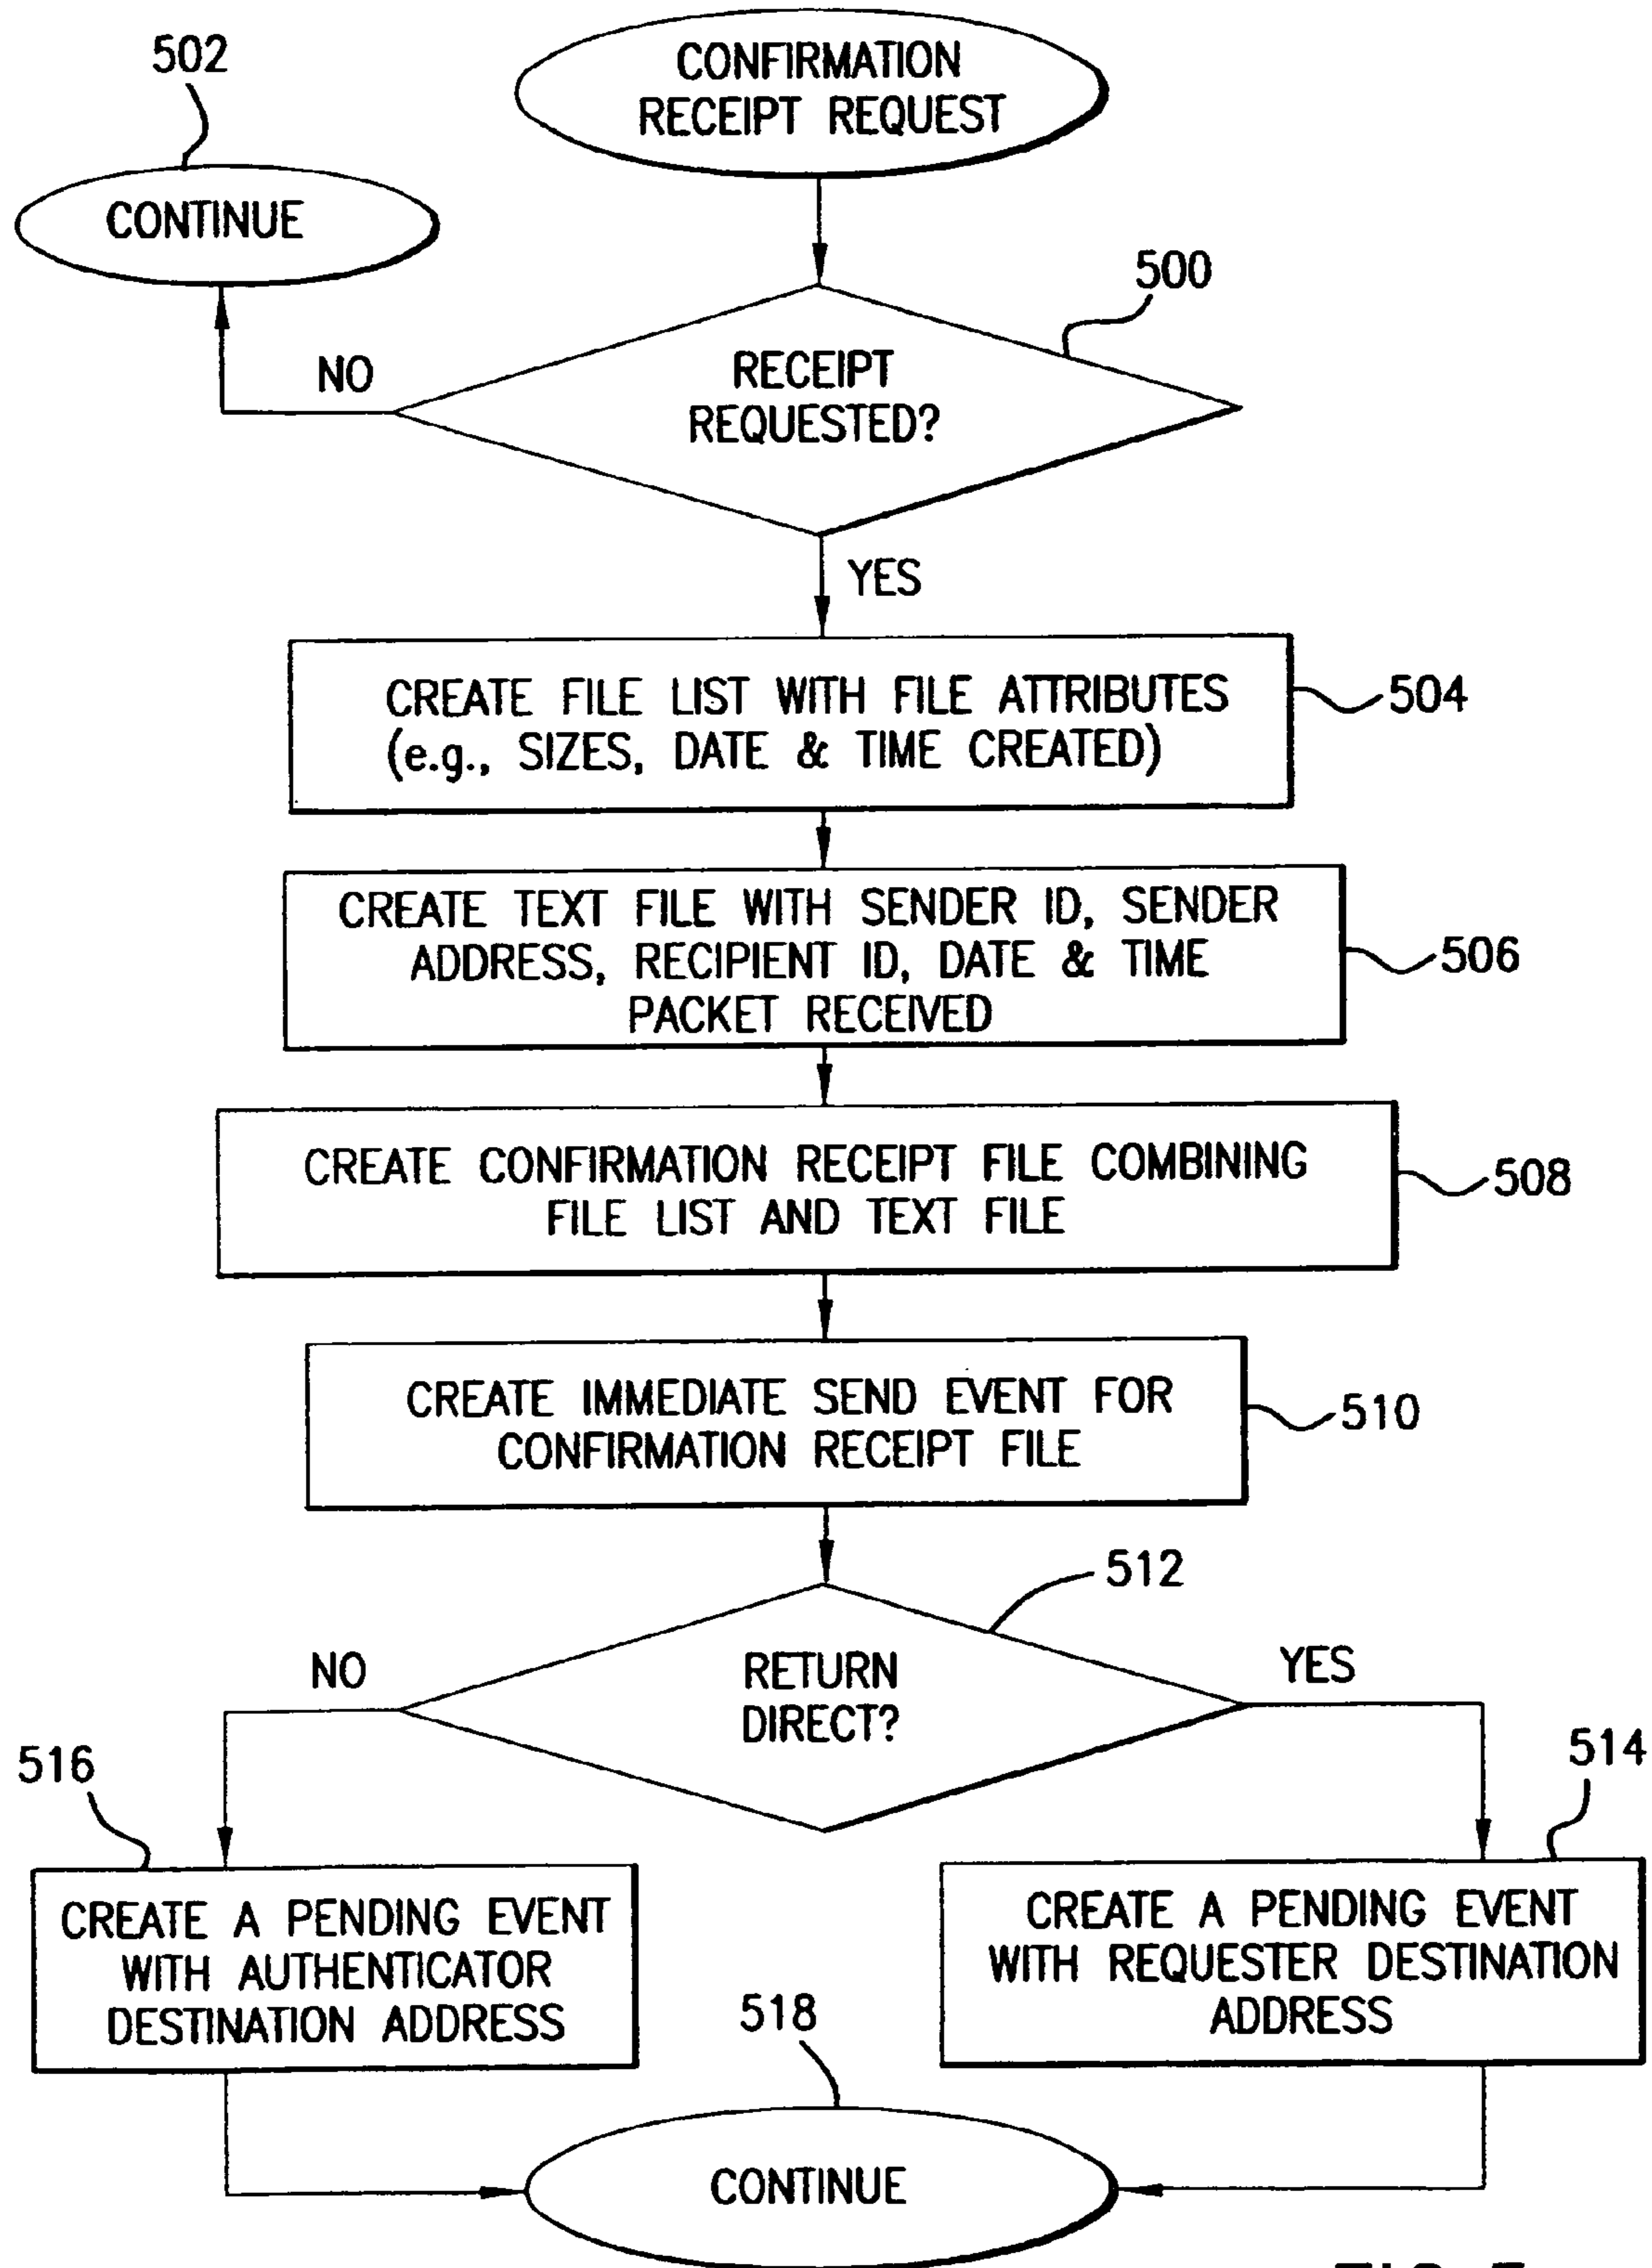 CONFIRMATION
RECEIPT REQUEST
502
CONTINUE
500
NO
RECEIPT
REQUESTED?
YES
CREATE FILE LIST WITH FILE ATTRIBUTES
(e.g., SIZES, DATE & TIME CREATED)
504
CREATE TEXT FILE WITH SENDER ID, SENDER
ADDRESS, RECIPIENT ID, DATE & TIME
PACKET RECEIVED
506
CREATE CONFIRMATION RECEIPT FILE COMBINING
FILE LIST AND TEXT FILE
508
CREATE IMMEDIATE SEND EVENT FOR
CONFIRMATION RECEIPT FILE
510
512
NO
RETURN
DIRECT?
YES
516
514
CREATE A PENDING EVENT
WITH AUTHENTICATOR
DESTINATION ADDRESS
CREATE A PENDING EVENT
WITH REQUESTER DESTINATION
ADDRESS
518
CONTINUE